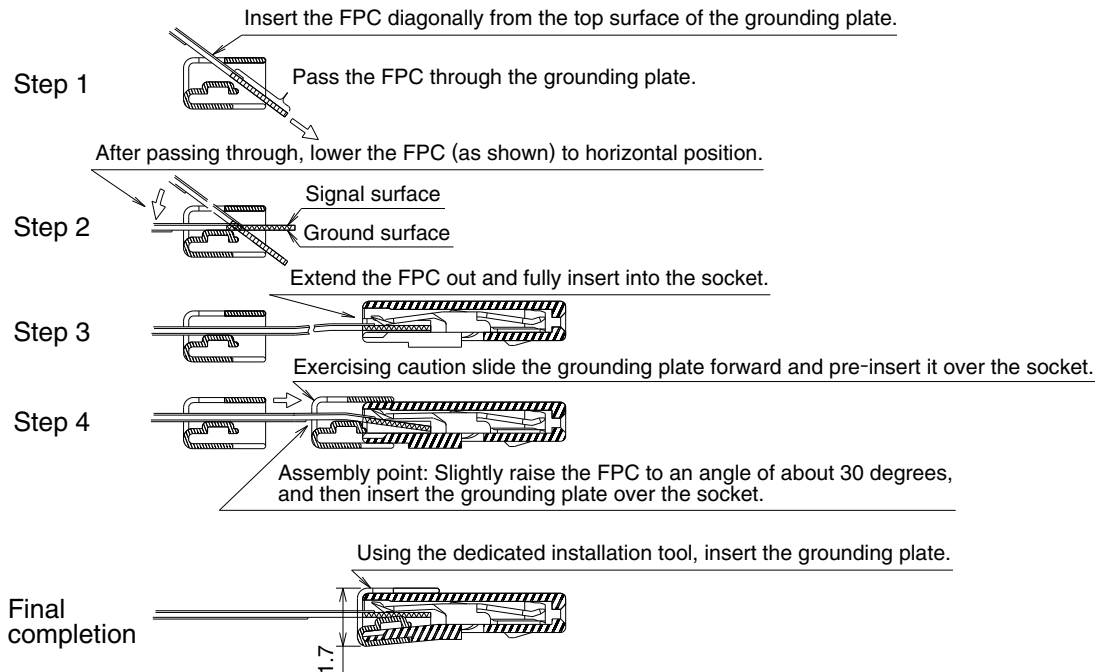 Insert the FPC diagonally from the top surface of the grounding plate.
Step 1
Pass the FPC through the grounding plate.
After passing through, lower the FPC (as shown) to horizontal position.
Step 2
Signal surface
Ground surface
Extend the FPC out and fully insert into the socket.
Step 3
Exercising caution slide the grounding plate forward and pre-insert it over the socket.
Step 4
Assembly point: Slightly raise the FPC to an angle of about 30 degrees,
and then insert the grounding plate over the socket.
Using the dedicated installation tool, insert the grounding plate.
Final
completion
1.7